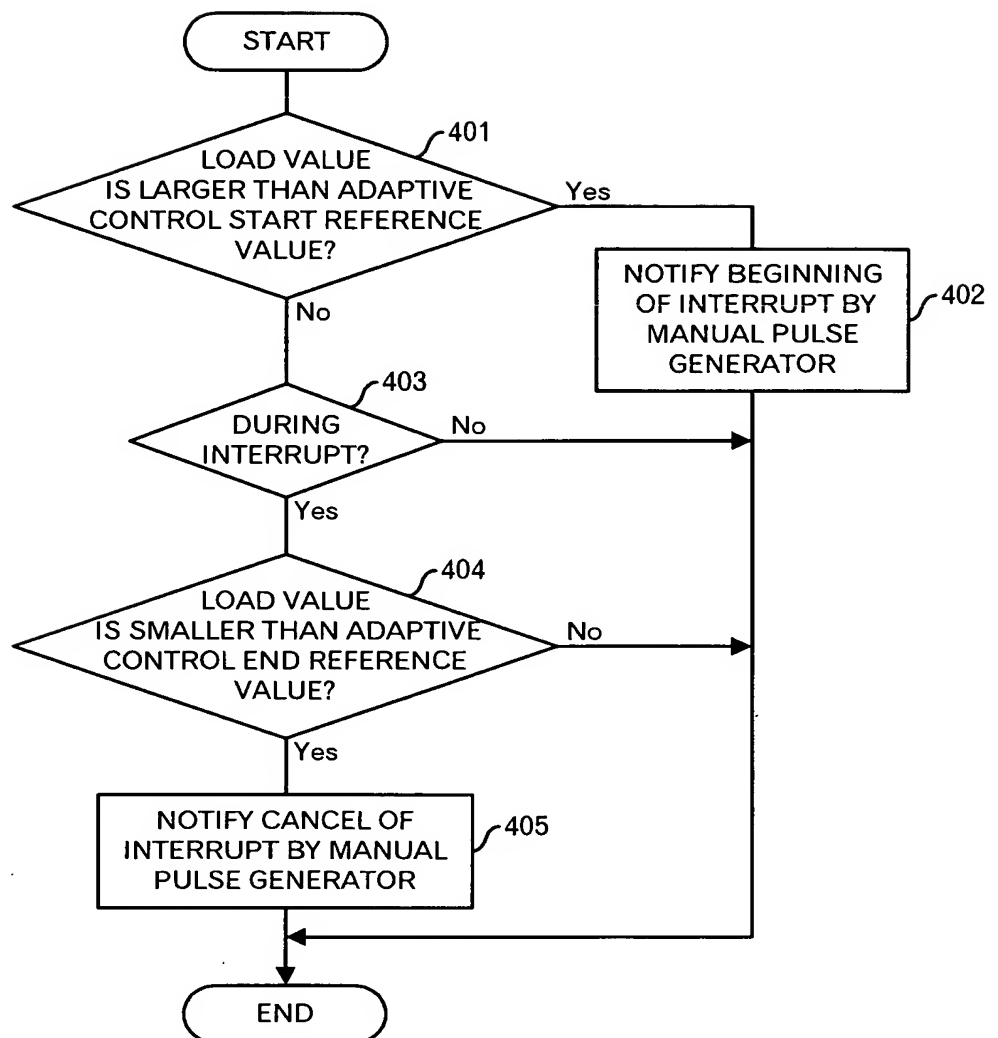 START
401
LOAD VALUE
IS LARGER THAN ADAPTIVE
CONTROL START REFERENCE
VALUE?
Yes
No
NOTIFY BEGINNING
OF INTERRUPT BY
MANUAL PULSE
GENERATOR
402
403
DURING
INTERRUPT?
No
Yes
404
LOAD VALUE
IS SMALLER THAN ADAPTIVE
CONTROL END REFERENCE
VALUE?
No
Yes
NOTIFY CANCEL OF
INTERRUPT BY MANUAL
PULSE GENERATOR
405
END